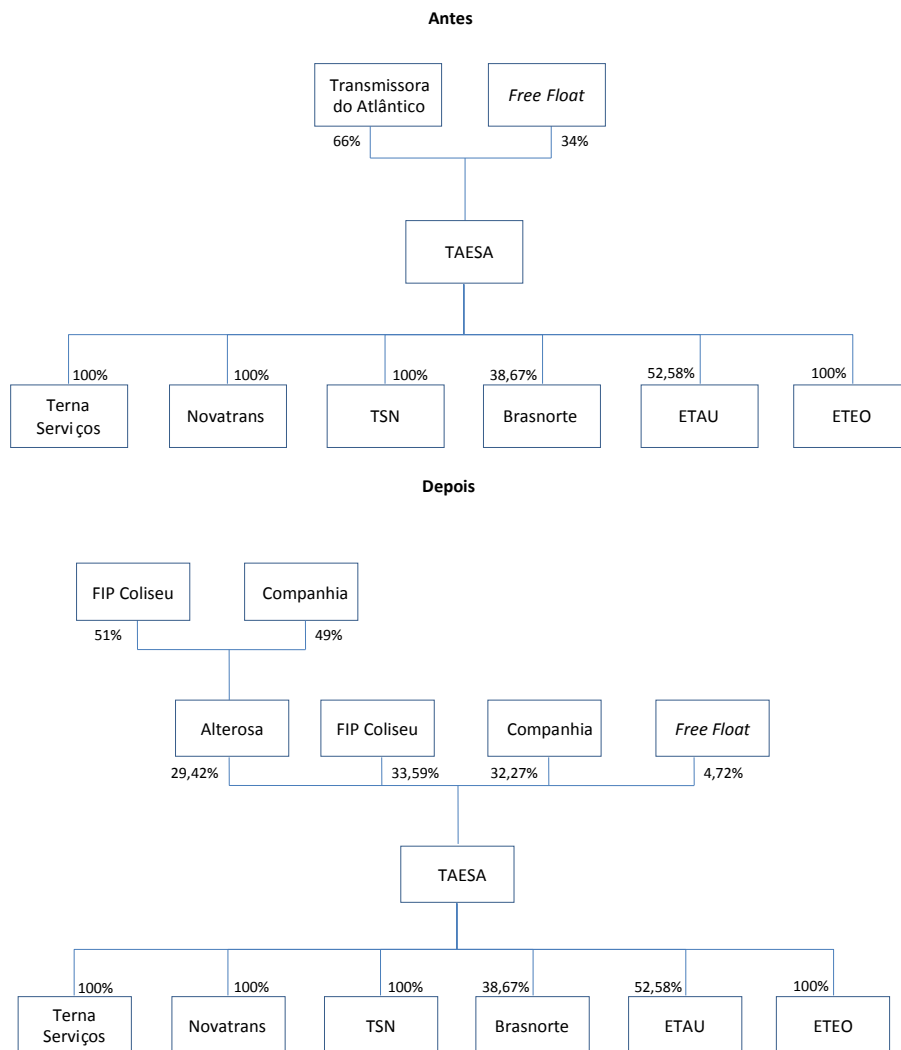 Antes
Transmissora
do Atlântico
Free Float
66%
34%
TAESA
100%
100%
100%
38,67%
52,58%
100%
Terna
Serviços
Novatrans
TSN
Brasnorte
ETAU
ETEO
Depois
FIP Coliseu
Companhia
51%
49%
Alterosa
FIP Coliseu
Companhia
Free Float
29,42%
33,59%
32,27%
4,72%
TAESA
100%
100%
100%
38,67%
52,58%
100%
Terna
Serviços
Novatrans
TSN
Brasnorte
ETAU
ETEO